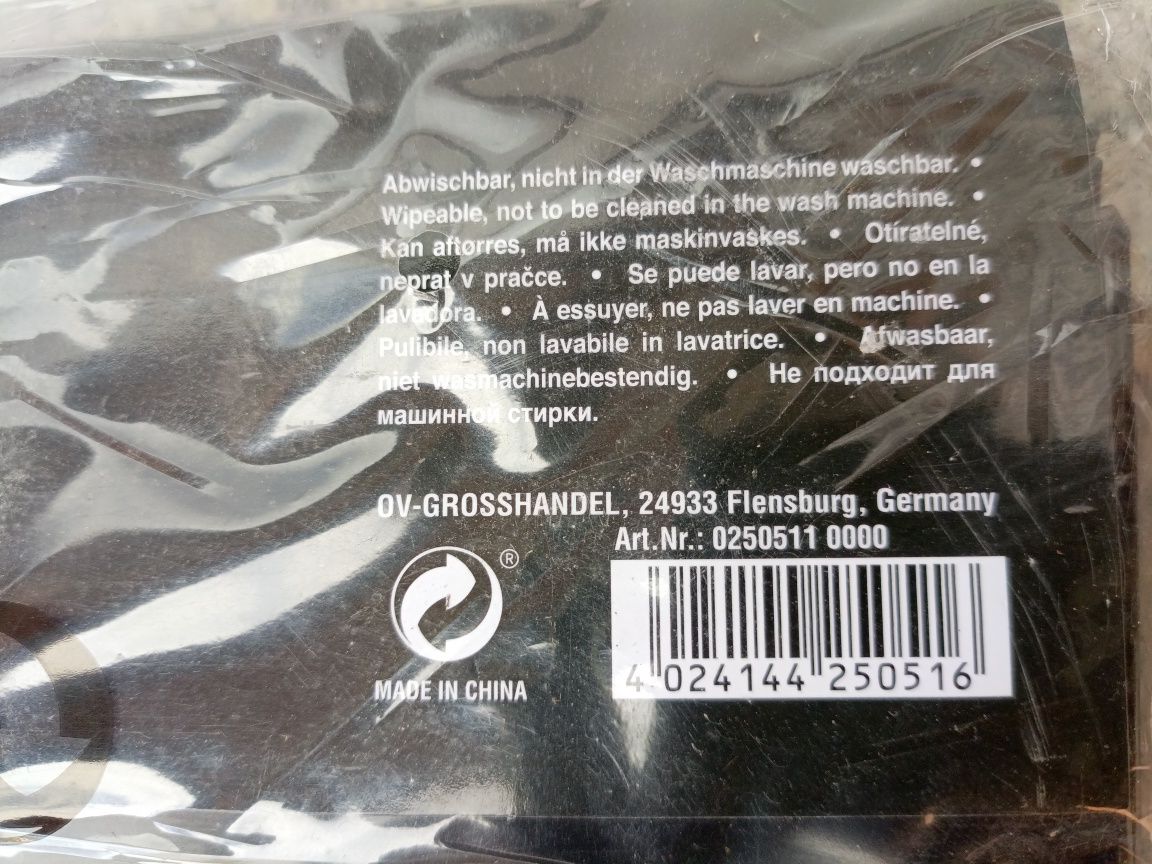 Abwischbar, nicht in der Waschmaschine waschbar. •
Wipeable, not to be cleaned in the wash machine. •
Kan aftørres, må ikke maskinvaskes. • Otíratelné,
neprat v pračce. • Se puede lavar, pero no en la
lavadora. • À essuyer, ne pas laver en machine. •
Pulibile, non lavabile in lavatrice. • Afwasbaar,
niet wasmachinebestendig. • Не подходит для
машинной стирки.
OV-GROSSHANDEL, 24933 Flensburg, Germany
Art.Nr.: 0250511 0000
®
MADE IN CHINA
4 024144 250516